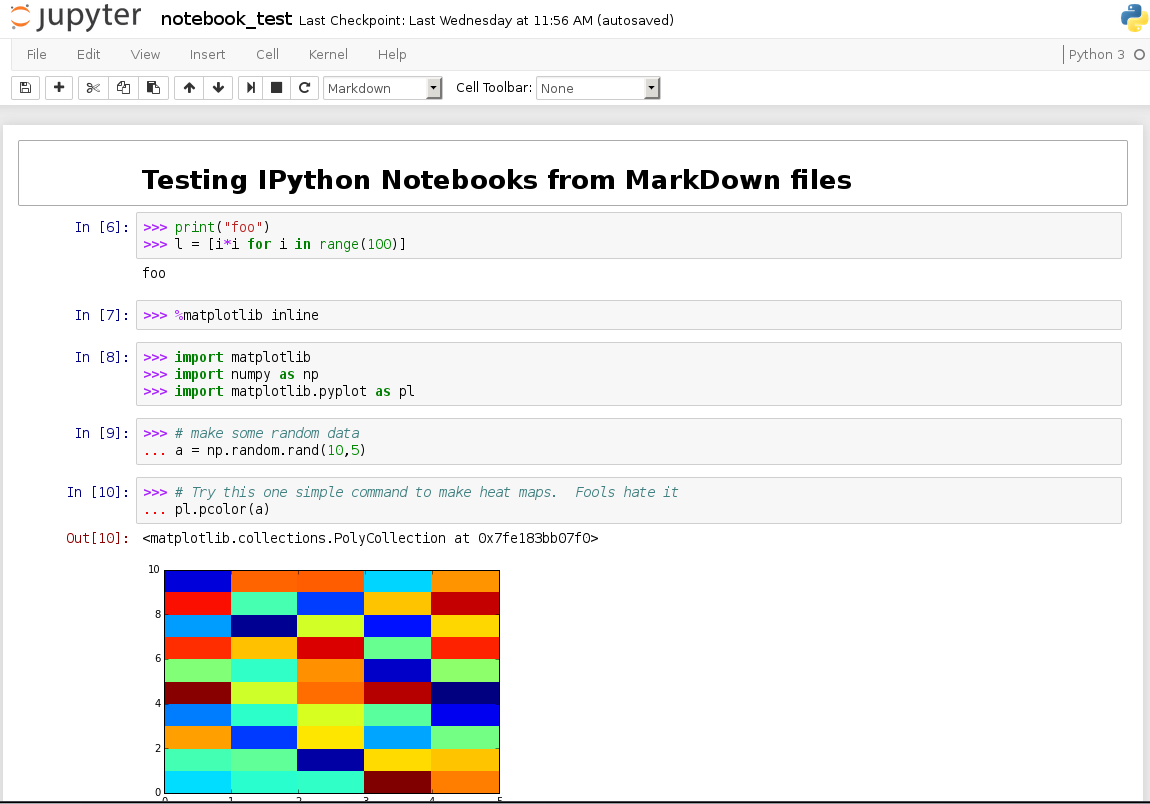 jupyter notebook_test Last Checkpoint: Last Wednesday at 11:56 AM (autosaved)
File Edit View Insert Cell Kernel Help Python 3
Markdown Cell Toolbar: None
Testing IPython Notebooks from MarkDown files
In [6]: >>> print("foo")
>>> l = [i*i for i in range(100)]
foo
In [7]: >>> %matplotlib inline
In [8]: >>> import matplotlib
>>> import numpy as np
>>> import matplotlib.pyplot as pl
In [9]: >>> # make some random data
... a = np.random.rand(10,5)
In [10]: >>> # Try this one simple command to make heat maps.  Fools hate it
... pl.pcolor(a)
Out[10]: <matplotlib.collections.PolyCollection at 0x7fe183bb07f0>
10
8
6
4
2
0
0 1 2 3 4 5